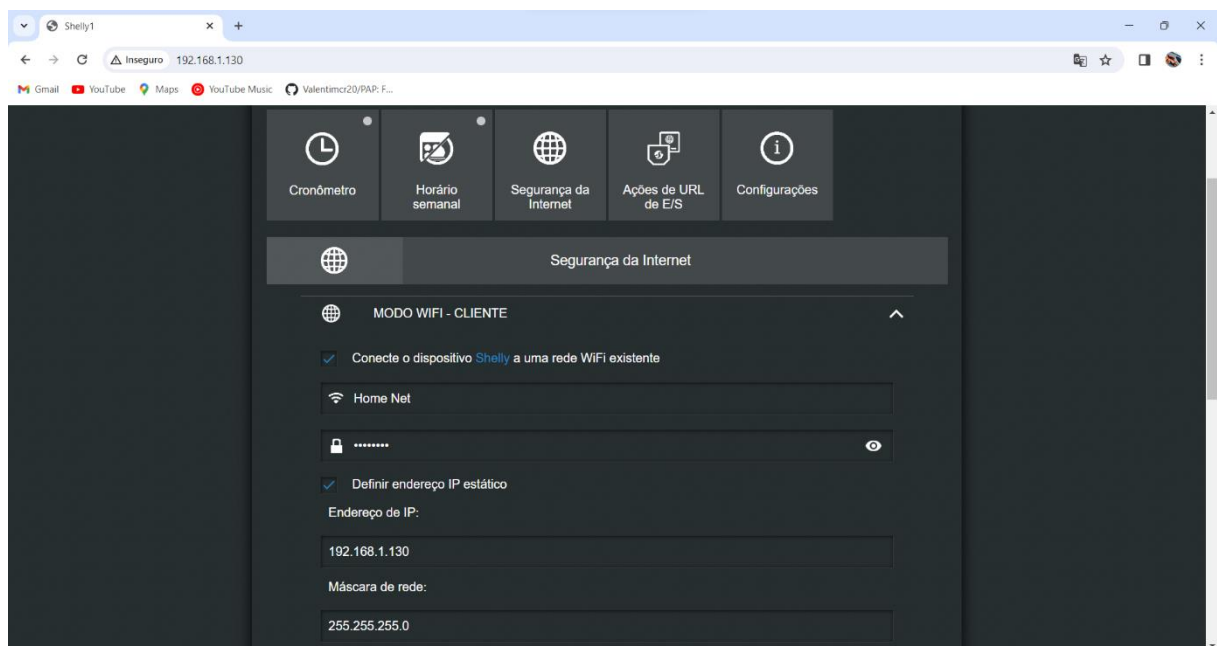 Shelly1
Inseguro 192.168.1.130
Gmail YouTube Maps YouTube Music Valentimcr20/PAP: F...
Cronômetro
Horário
semanal
Segurança da
Internet
Ações de URL
de E/S
Configurações
Segurança da Internet
MODO WIFI - CLIENTE
Conecte o dispositivo Shelly a uma rede WiFi existente
Home Net
••••••••
Definir endereço IP estático
Endereço de IP:
192.168.1.130
Máscara de rede:
255.255.255.0